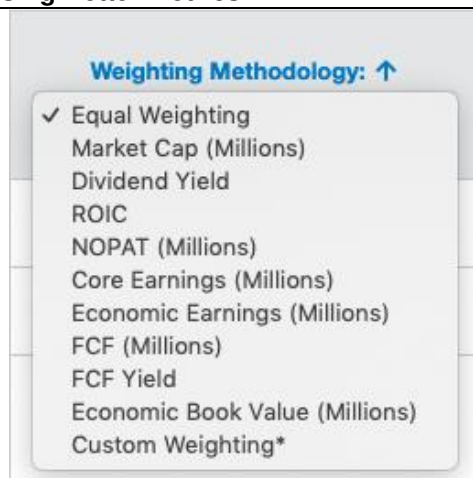 Weighting Methodology: ↑
✓ Equal Weighting
Market Cap (Millions)
Dividend Yield
ROIC
NOPAT (Millions)
Core Earnings (Millions)
Economic Earnings (Millions)
FCF (Millions)
FCF Yield
Economic Book Value (Millions)
Custom Weighting*